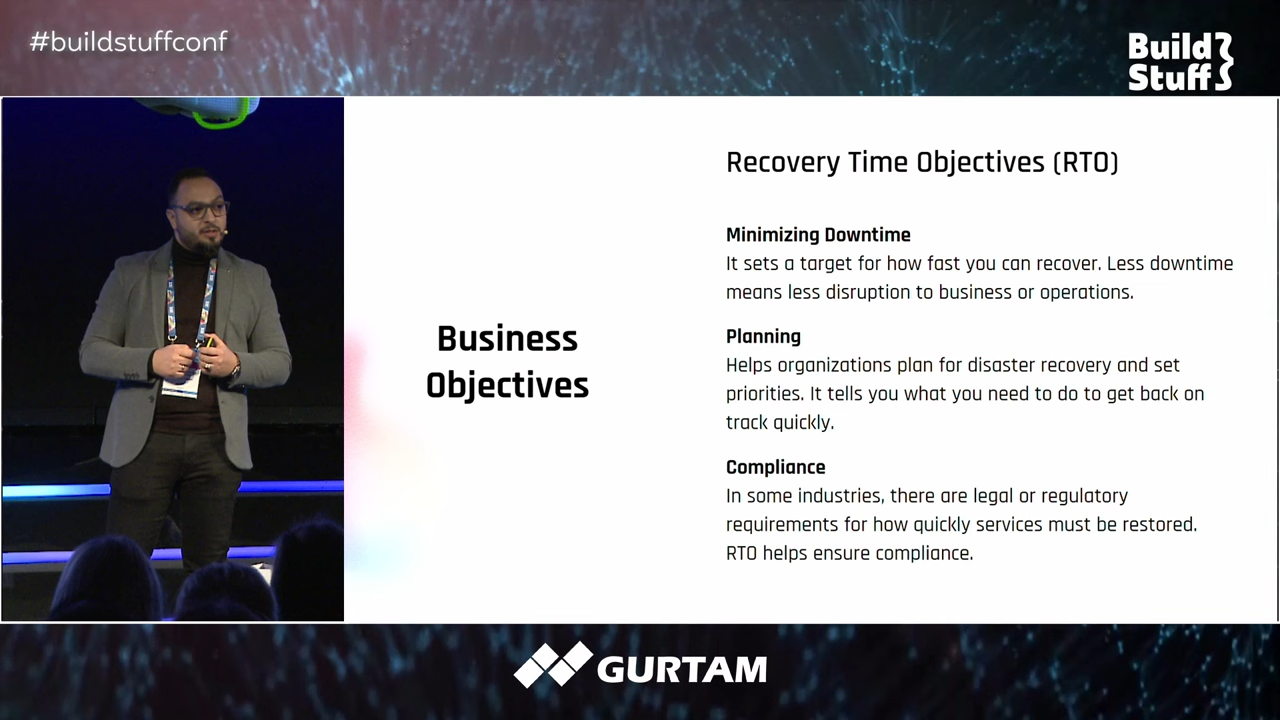 #buildstuffconf
Build
Stuff
Recovery Time Objectives (RTO)
Business
Objectives
Minimizing Downtime
It sets a target for how fast you can recover. Less downtime
means less disruption to business or operations.
Planning
Helps organizations plan for disaster recovery and set
priorities. It tells you what you need to do to get back on
track quickly.
Compliance
In some industries, there are legal or regulatory
requirements for how quickly services must be restored.
RTO helps ensure compliance.
GURTAM